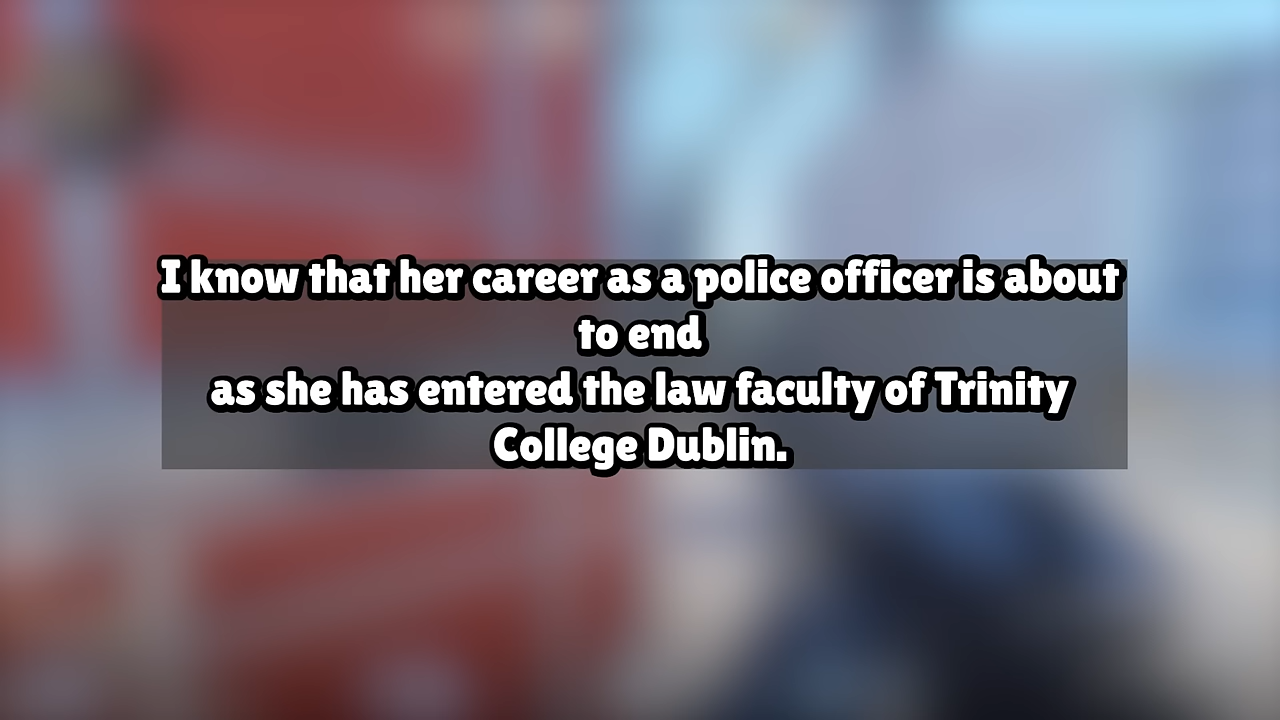 I know that her career as a police officer is about
to end
as she has entered the law faculty of Trinity
College Dublin.